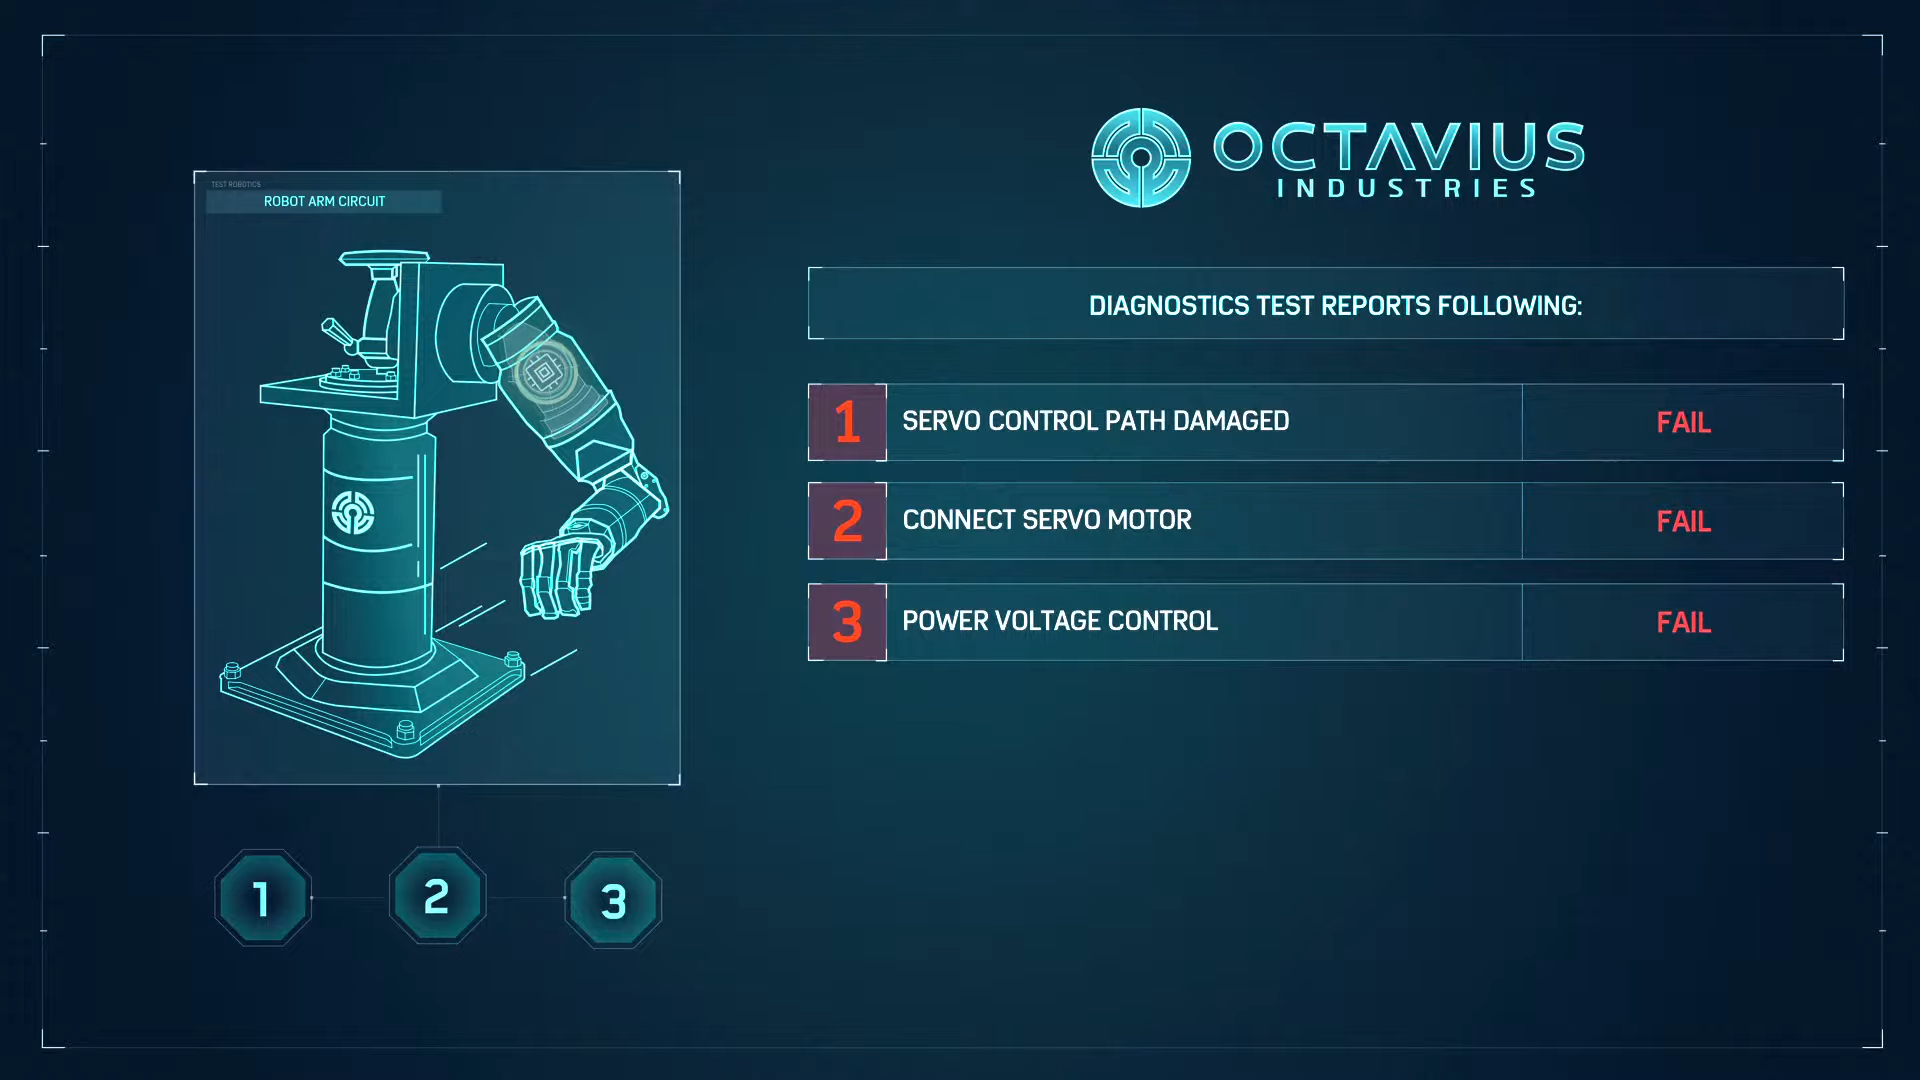 TEST ROBOTICS
ROBOT ARM CIRCUIT
1
2
3
OCTAVIUS
INDUSTRIES
DIAGNOSTICS TEST REPORTS FOLLOWING:
1 SERVO CONTROL PATH DAMAGED FAIL
2 CONNECT SERVO MOTOR FAIL
3 POWER VOLTAGE CONTROL FAIL